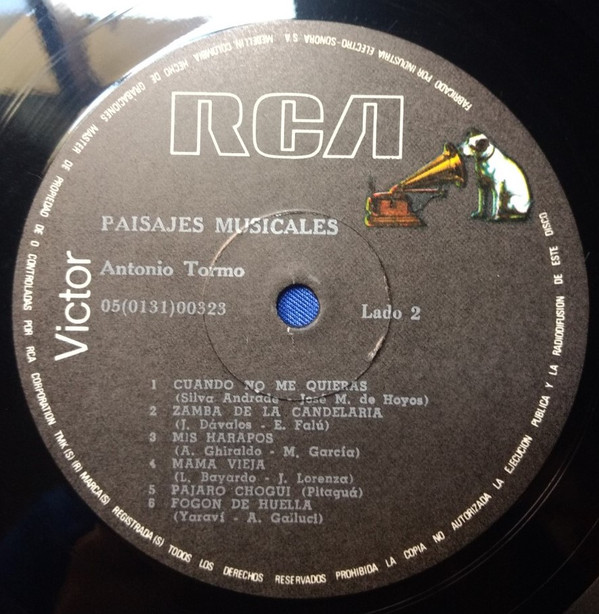 RCA
PAISAJES MUSICALES
Antonio Tormo
05(0131)00323
Lado 2
Victor
1 CUANDO NO ME QUIERAS
(Silva Andrade - José M. de Hoyos)
2 ZAMBA DE LA CANDELARIA
(J. Dávalos - E. Falú)
3 MIS HARAPOS
(A. Ghiraldo - M. García)
4 MAMA VIEJA
(L. Bayardo - J. Lorenza)
5 PAJARO CHOGUI (Pitaguá)
6 FOGON DE HUELLA
(Yaraví - A. Gailuci)
FABRICADO POR INDUSTRIA ELECTRO-SONORA S.A. MEDELLIN, COLOMBIA HECHO DE GRABACIONES MASTER DE PROPIEDAD DE O CONTROLADAS POR RCA CORPORATION TMK(S) (R) MARCA(S) REGISTRADA(S) TODOS LOS DERECHOS RESERVADOS PROHIBIDA LA COPIA NO AUTORIZADA LA EJECUCION PUBLICA Y LA RADIODIFUSION DE ESTE DISCO